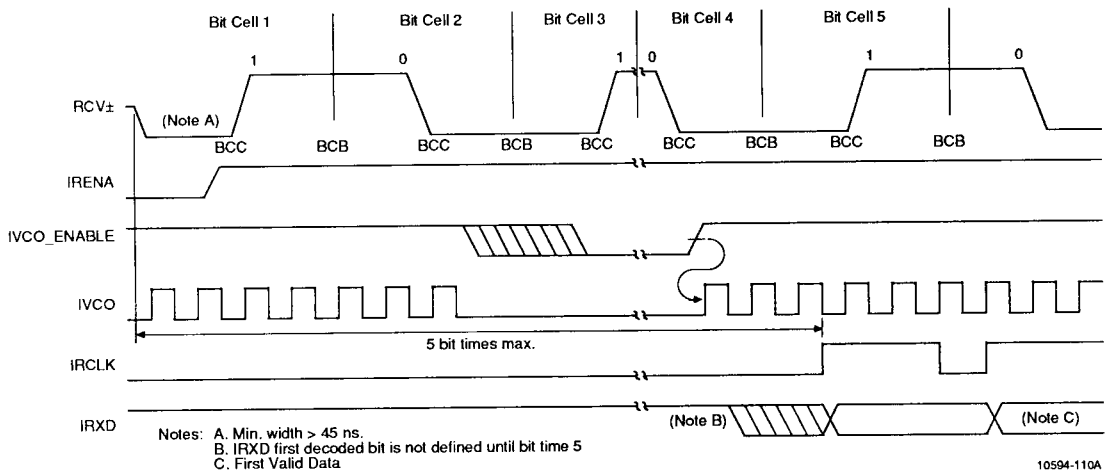 Bit Cell 1 Bit Cell 2 Bit Cell 3 Bit Cell 4 Bit Cell 5
1 0 1 0 1 0
RCV±
(Note A)
BCC BCB BCC BCB BCC BCC BCB BCC BCB
IRENA
IVCO_ENABLE
IVCO
5 bit times max.
IRCLK
IRXD
(Note B)
(Note C)
Notes: A. Min. width > 45 ns.
B. IRXD first decoded bit is not defined until bit time 5
C. First Valid Data
10594-110A